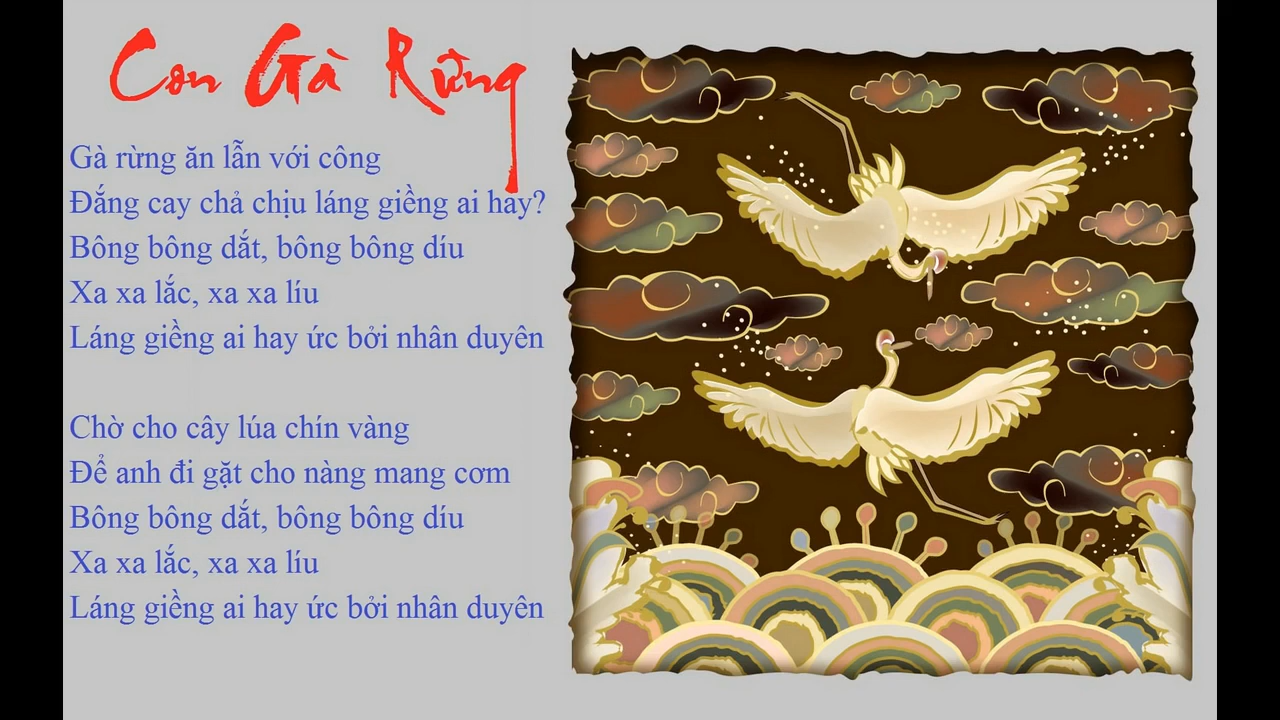 Con Gà Rừng
Gà rừng ăn lẫn với công
Đắng cay chả chịu láng giềng ai hay?
Bông bông dắt, bông bông díu
Xa xa lắc, xa xa líu
Láng giềng ai hay ức bởi nhân duyên
Chờ cho cây lúa chín vàng
Để anh đi gặt cho nàng mang cơm
Bông bông dắt, bông bông díu
Xa xa lắc, xa xa líu
Láng giềng ai hay ức bởi nhân duyên